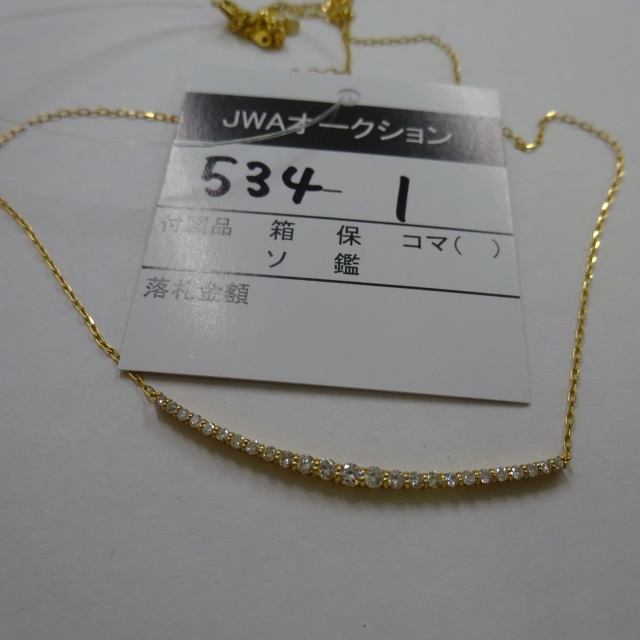 JWAオークション
534-1
付属品 箱 保 コマ( )
ソ 鑑
落札金額